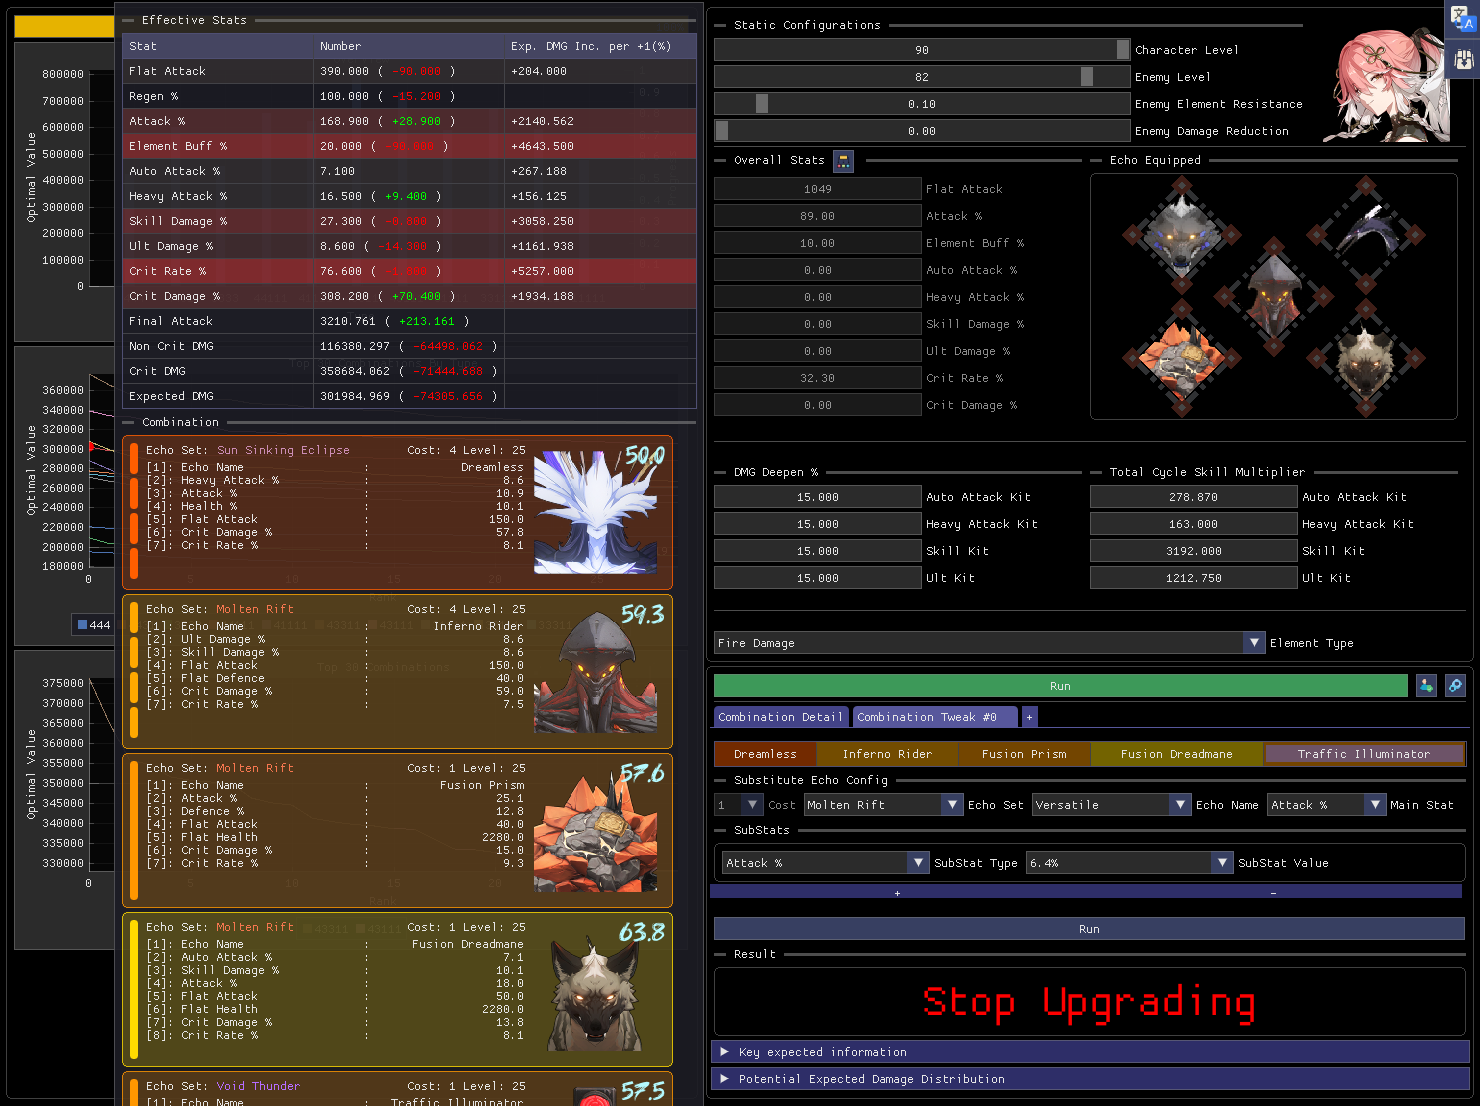 Effective Stats
Stat Number Exp. DMG Inc. per +1(%)
Flat Attack 390.000 ( -90.000 ) +204.000
Regen % 100.000 ( -15.200 )
Attack % 168.900 ( +28.900 ) +2140.562
Element Buff % 20.000 ( -90.000 ) +4643.500
Auto Attack % 7.100 +267.188
Heavy Attack % 16.500 ( +9.400 ) +156.125
Skill Damage % 27.300 ( ) +3058.250
Ult Damage % 8.600 ( -14.300 ) +1161.938
Crit Rate % 76.600 ( ) +5257.000
Crit Damage % 308.200 ( +70.400 ) +1934.188
Final Attack 3210.761 ( +213.161 )
Non Crit DMG 116380.297 ( -64498.062 )
Crit DMG 358684.062 ( -71444.688 )
Expected DMG 301984.969 ( -74305.656 )
Combination
Echo Set: Sun Sinking Eclipse Cost: 4 Level: 25 50.0
[1]: Echo Name : Dreamless
[2]: Heavy Attack % : 8.6
[3]: Attack % : 10.9
[4]: Health % : 10.1
[5]: Flat Attack : 150.0
[6]: Crit Damage % : 57.8
[7]: Crit Rate % : 8.1
Echo Set: Molten Rift Cost: 4 Level: 25 59.3
[1]: Echo Name : Inferno Rider
[2]: Ult Damage % : 8.6
[3]: Skill Damage % : 8.6
[4]: Flat Attack : 150.0
[5]: Flat Defence : 40.0
[6]: Crit Damage % : 59.0
[7]: Crit Rate % : 7.5
Echo Set: Molten Rift Cost: 1 Level: 25 57.6
[1]: Echo Name : Fusion Prism
[2]: Attack % : 25.1
[3]: Defence % : 12.8
[4]: Flat Attack : 40.0
[5]: Flat Health : 2280.0
[6]: Crit Damage % : 15.0
[7]: Crit Rate % : 9.3
Echo Set: Molten Rift Cost: 1 Level: 25 63.8
[1]: Echo Name : Fusion Dreadmane
[2]: Auto Attack % : 7.1
[3]: Skill Damage % : 10.1
[4]: Attack % : 18.0
[5]: Flat Attack : 50.0
[6]: Flat Health : 2280.0
[7]: Crit Damage % : 13.8
[8]: Crit Rate % : 8.1
Echo Set: Void Thunder Cost: 1 Level: 25 57.5
[1]: Echo Name : Traffic Illuminator
Optimal Value
800000
700000
600000
500000
400000
300000
200000
100000
0
Optimal Value
360000
340000
320000
300000
280000
260000
240000
220000
200000
180000
0
444
Optimal Value
375000
370000
365000
360000
355000
350000
345000
340000
335000
330000
0
Static Configurations
90 Character Level
82 Enemy Level
0.10 Enemy Element Resistance
0.00 Enemy Damage Reduction
Overall Stats
1049 Flat Attack
89.00 Attack %
10.00 Element Buff %
0.00 Auto Attack %
0.00 Heavy Attack %
0.00 Skill Damage %
0.00 Ult Damage %
32.30 Crit Rate %
0.00 Crit Damage %
Echo Equipped
DMG Deepen %
15.000 Auto Attack Kit
15.000 Heavy Attack Kit
15.000 Skill Kit
15.000 Ult Kit
Total Cycle Skill Multiplier
278.870 Auto Attack Kit
163.000 Heavy Attack Kit
3192.000 Skill Kit
1212.750 Ult Kit
Fire Damage Element Type
Run
Combination Detail Combination Tweak #0 +
Dreamless Inferno Rider Fusion Prism Fusion Dreadmane Traffic Illuminator
Substitute Echo Config
1 Cost Molten Rift Echo Set Versatile Echo Name Attack % Main Stat
SubStats
Attack % SubStat Type 6.4% SubStat Value
+ −
Run
Result
Stop Upgrading
Key expected information
Potential Expected Damage Distribution